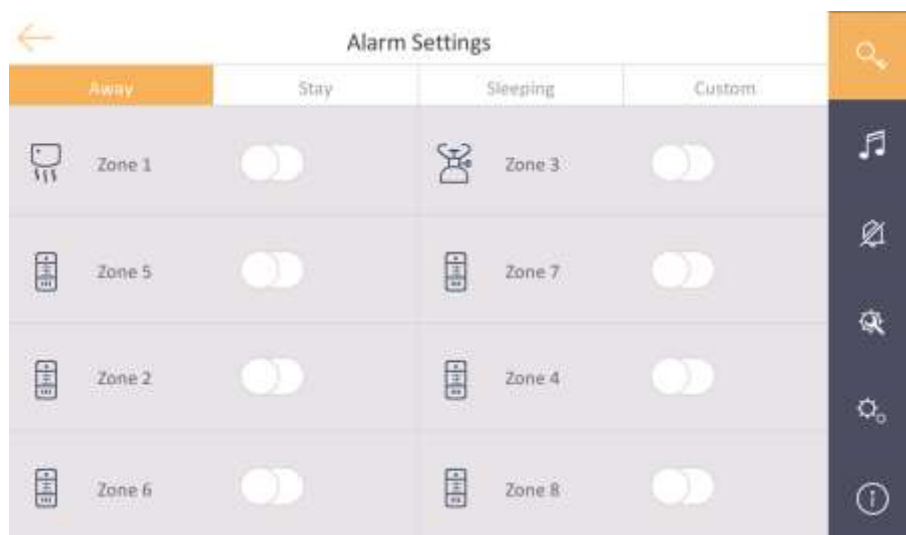 Alarm Settings
Away Stay Sleeping Custom
Zone 1 Zone 3
Zone 5 Zone 7
Zone 2 Zone 4
Zone 6 Zone 8